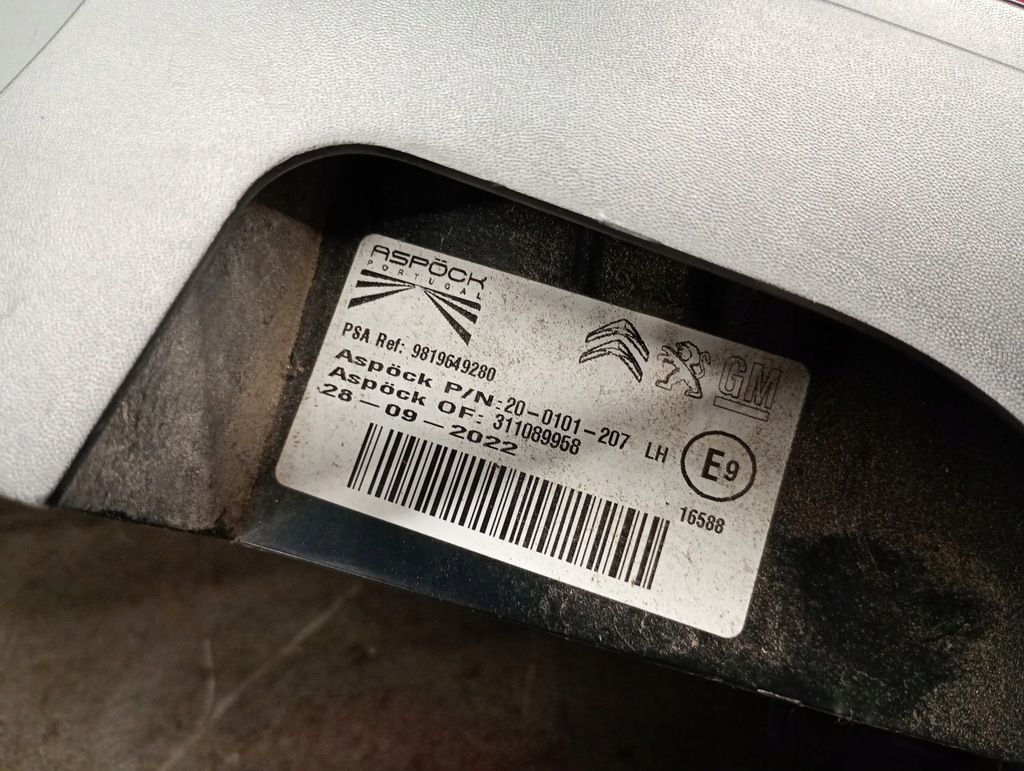 ASPÖCK
PORTUGAL
GM
PSA Ref: 9819649280
Aspöck P/N: 20-0101-207 LH
Aspöck OF: 311089958
28-09-2022
E9
16588